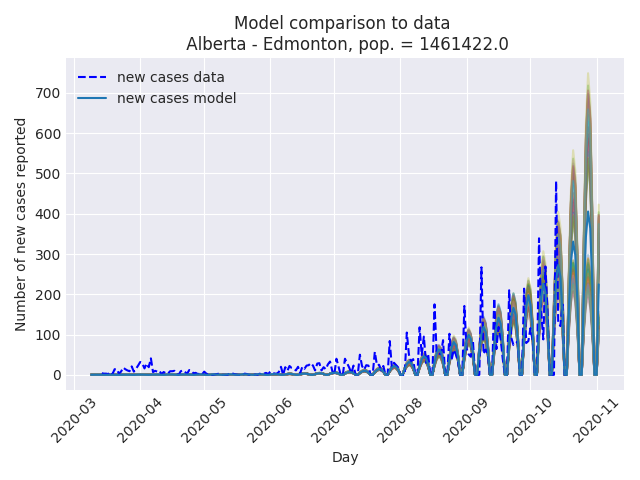 Model comparison to data
Alberta - Edmonton, pop. = 1461422.0
new cases data
new cases model
Number of new cases reported
700
600
500
400
300
200
100
0
2020-03
2020-04
2020-05
2020-06
2020-07
2020-08
2020-09
2020-10
2020-11
Day